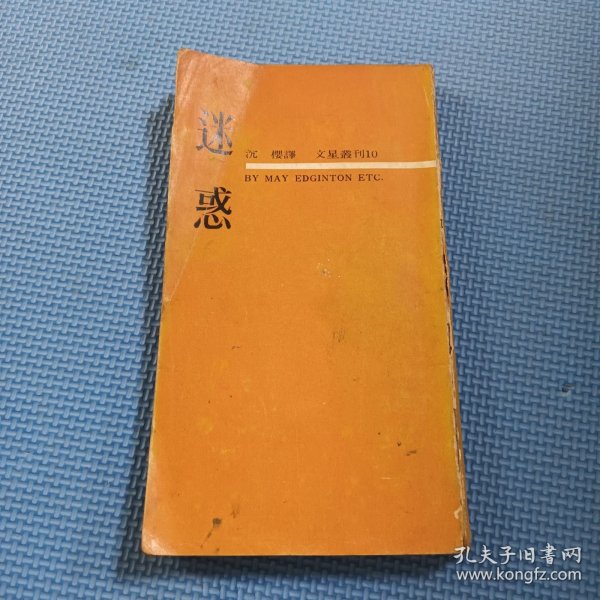 迷惑
沉櫻譯 文星叢刊10
BY MAY EDGINTON ETC.
孔夫子旧书网
www.kongfz.com